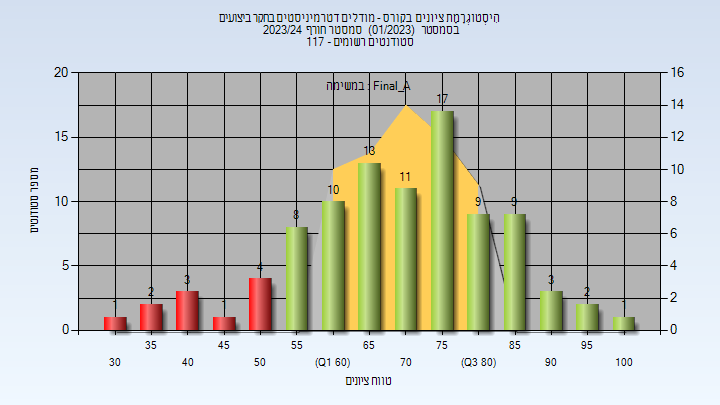 היסְטוֹגְרָמַת ציונים בקורס - מודלים דטרמיניסטים בחקר ביצועים
בסמסטר (01/2023) סמסטר חורף 2023/24
סטודנטים רשומים - 117
במשימה : Final_A
20 16
17
14
15 12
13
11
10 10
10
9 9
8
8
6
5 4
4
3 3
2 2
2
1 1 1
0 0
מספר סטודנטים
35 45 55 65 75 85 95
30 40 50 (Q1 60) 70 (Q3 80) 90 100
טווח ציונים